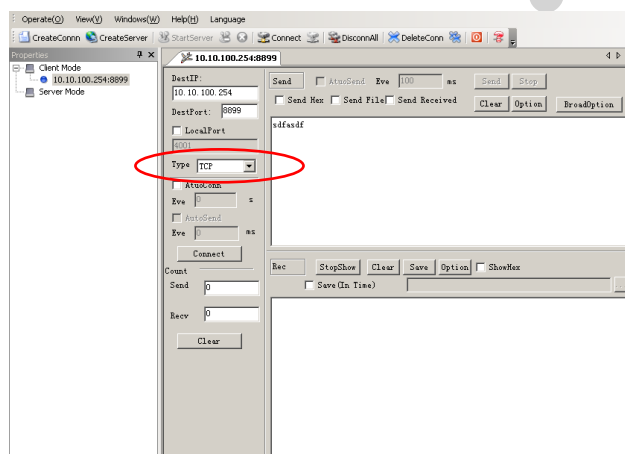 Operate(O) View(V) Windows(W) Help(H) Language
CreateConnn CreateServer StartServer Connect DisconnAll DeleteConn
Properties
Client Mode
10.10.100.254:8899
Server Mode
10.10.100.254:8899
DestIP:
10.10.100.254
DestPort: 8899
LocalPort
4001
Type TCP
AtuoConn
Eve 0 s
AutoSend
Eve 0 ms
Connect
Count
Send 0
Recv 0
Clear
Send AtuoSend Eve 100 ms Send Stop
Send Hex Send File Send Received Clear Option BroadOption
sdfasdf
Rec StopShow Clear Save Option ShowHex
Save(In Time) ...